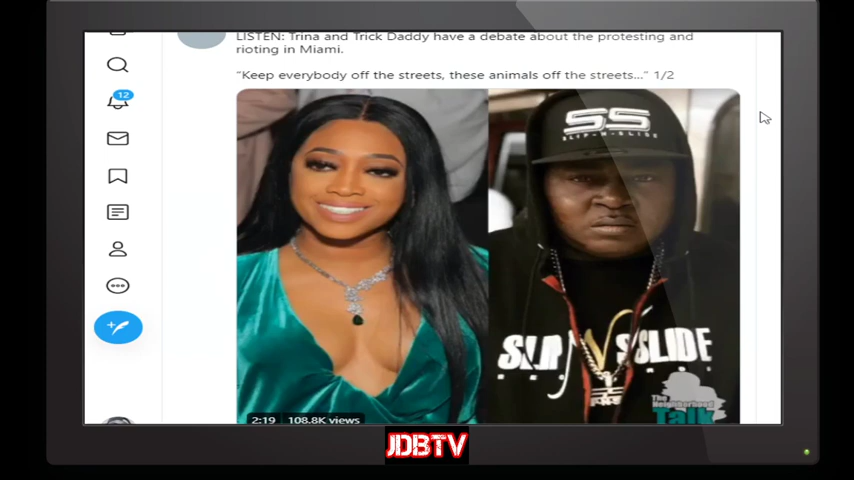 LISTEN: Trina and Trick Daddy have a debate about the protesting and
rioting in Miami.
"Keep everybody off the streets, these animals off the streets..." 1/2
12
SS
SLIP-N-SLIDE
SLIP N SLIDE
The
Neighborhood
Talk
2:19 108.8K views
JDBTV